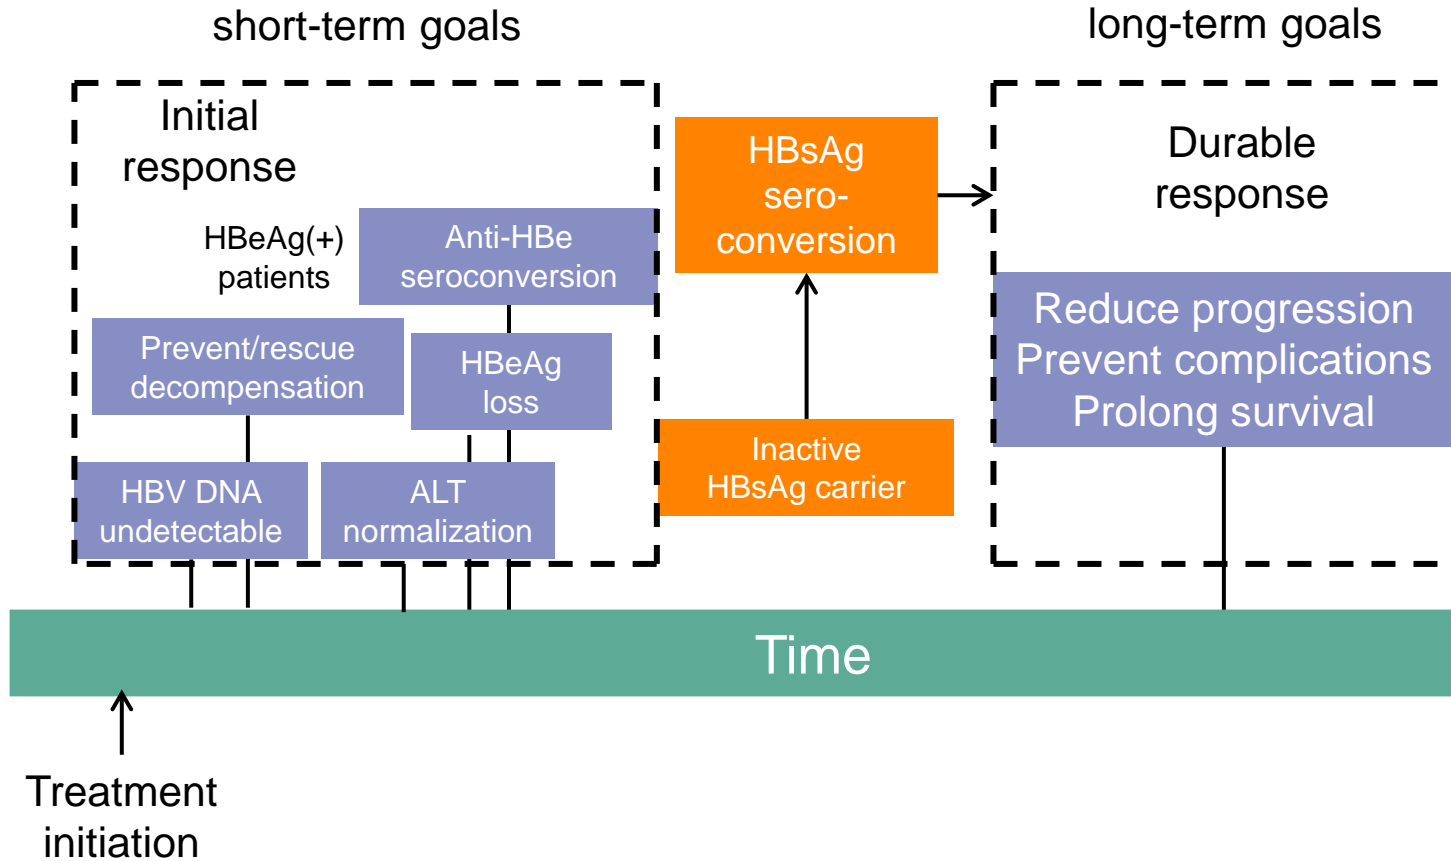 short-term goals
long-term goals
Initial
response
HBeAg(+)
patients
Anti-HBe
seroconversion
Prevent/rescue
decompensation
HBeAg
loss
HBV DNA
undetectable
ALT
normalization
HBsAg
sero-
conversion
Inactive
HBsAg carrier
Durable
response
Reduce progression
Prevent complications
Prolong survival
Time
Treatment
initiation